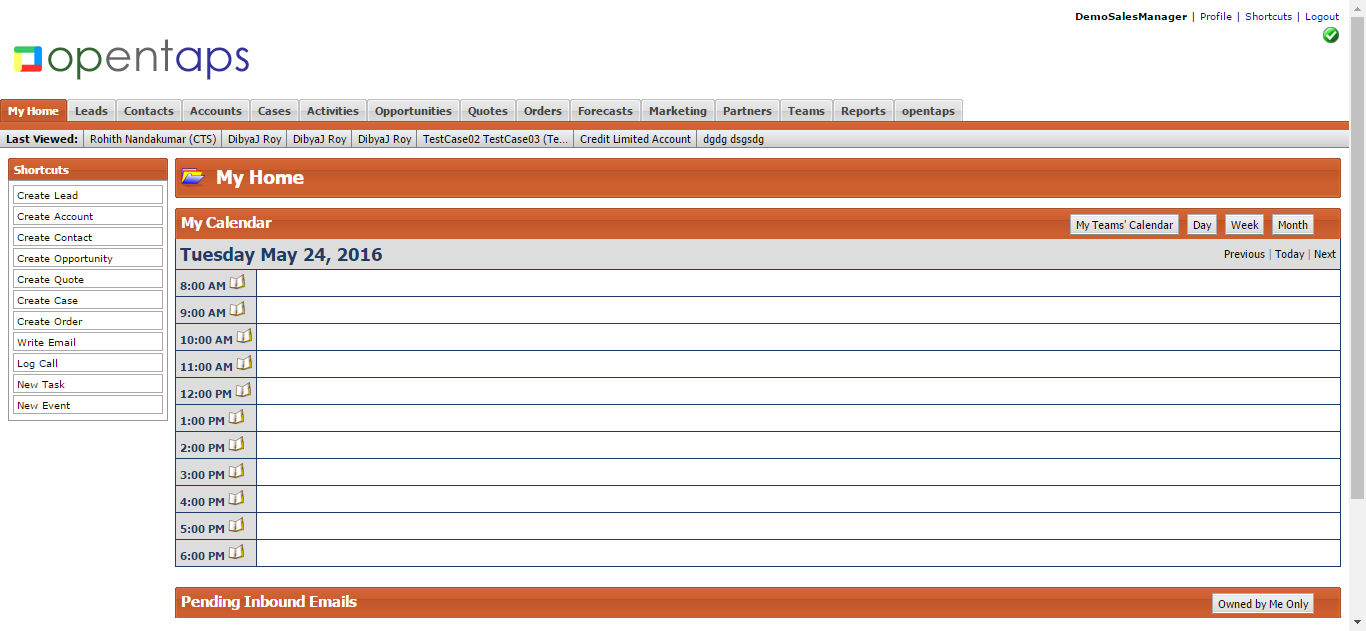 DemoSalesManager | Profile | Shortcuts | Logout
opentaps
My Home Leads Contacts Accounts Cases Activities Opportunities Quotes Orders Forecasts Marketing Partners Teams Reports opentaps
Last Viewed: Rohith Nandakumar (CTS) DibyaJ Roy DibyaJ Roy DibyaJ Roy TestCase02 TestCase03 (Te... Credit Limited Account dgdg dsgsdg
Shortcuts
Create Lead
Create Account
Create Contact
Create Opportunity
Create Quote
Create Case
Create Order
Write Email
Log Call
New Task
New Event
My Home
My Calendar My Teams' Calendar Day Week Month
Tuesday May 24, 2016 Previous | Today | Next
8:00 AM
9:00 AM
10:00 AM
11:00 AM
12:00 PM
1:00 PM
2:00 PM
3:00 PM
4:00 PM
5:00 PM
6:00 PM
Pending Inbound Emails Owned by Me Only